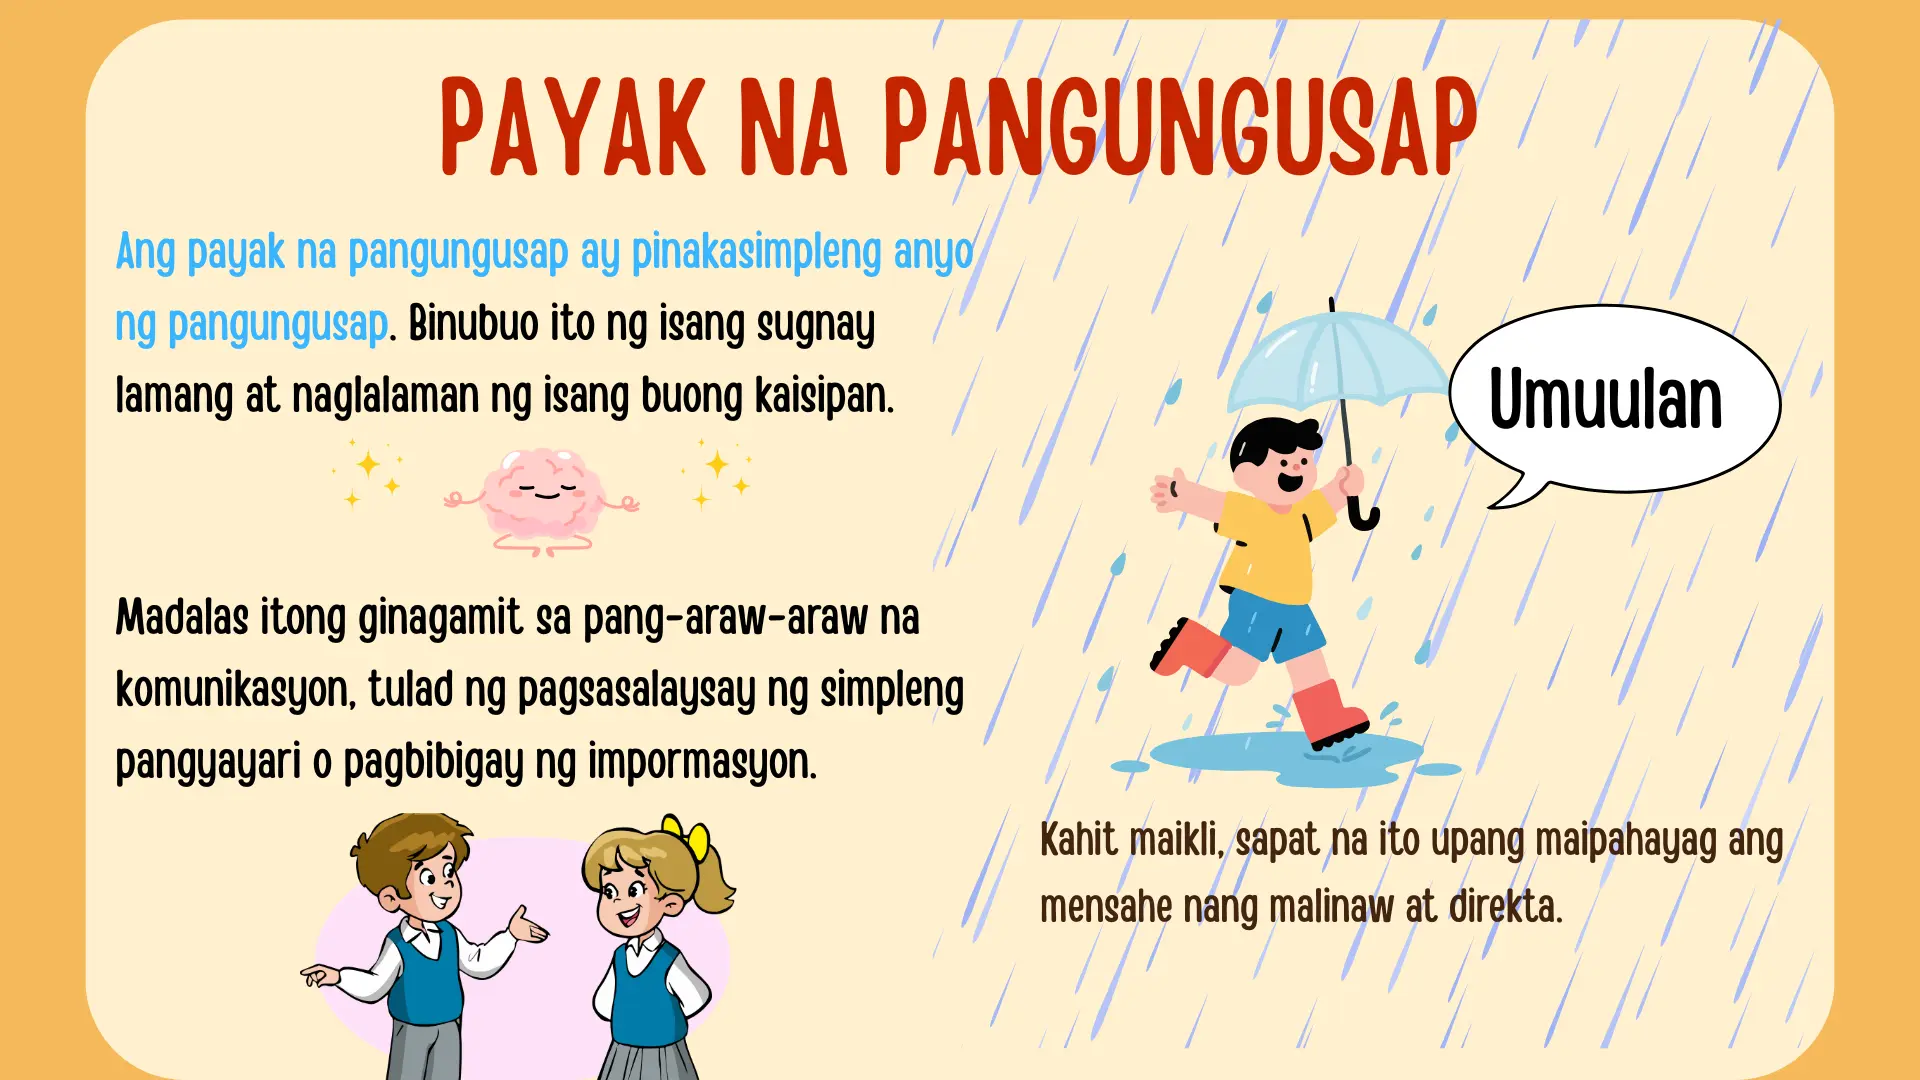 PAYAK NA PANGUNGUSAP
Ang payak na pangungusap ay pinakasimpleng anyo
ng pangungusap. Binubuo ito ng isang sugnay
lamang at naglalaman ng isang buong kaisipan.
Madalas itong ginagamit sa pang-araw-araw na
komunikasyon, tulad ng pagsasalaysay ng simpleng
pangyayari o pagbibigay ng impormasyon.
Umuulan
Kahit maikli, sapat na ito upang maipahayag ang
mensahe nang malinaw at direkta.